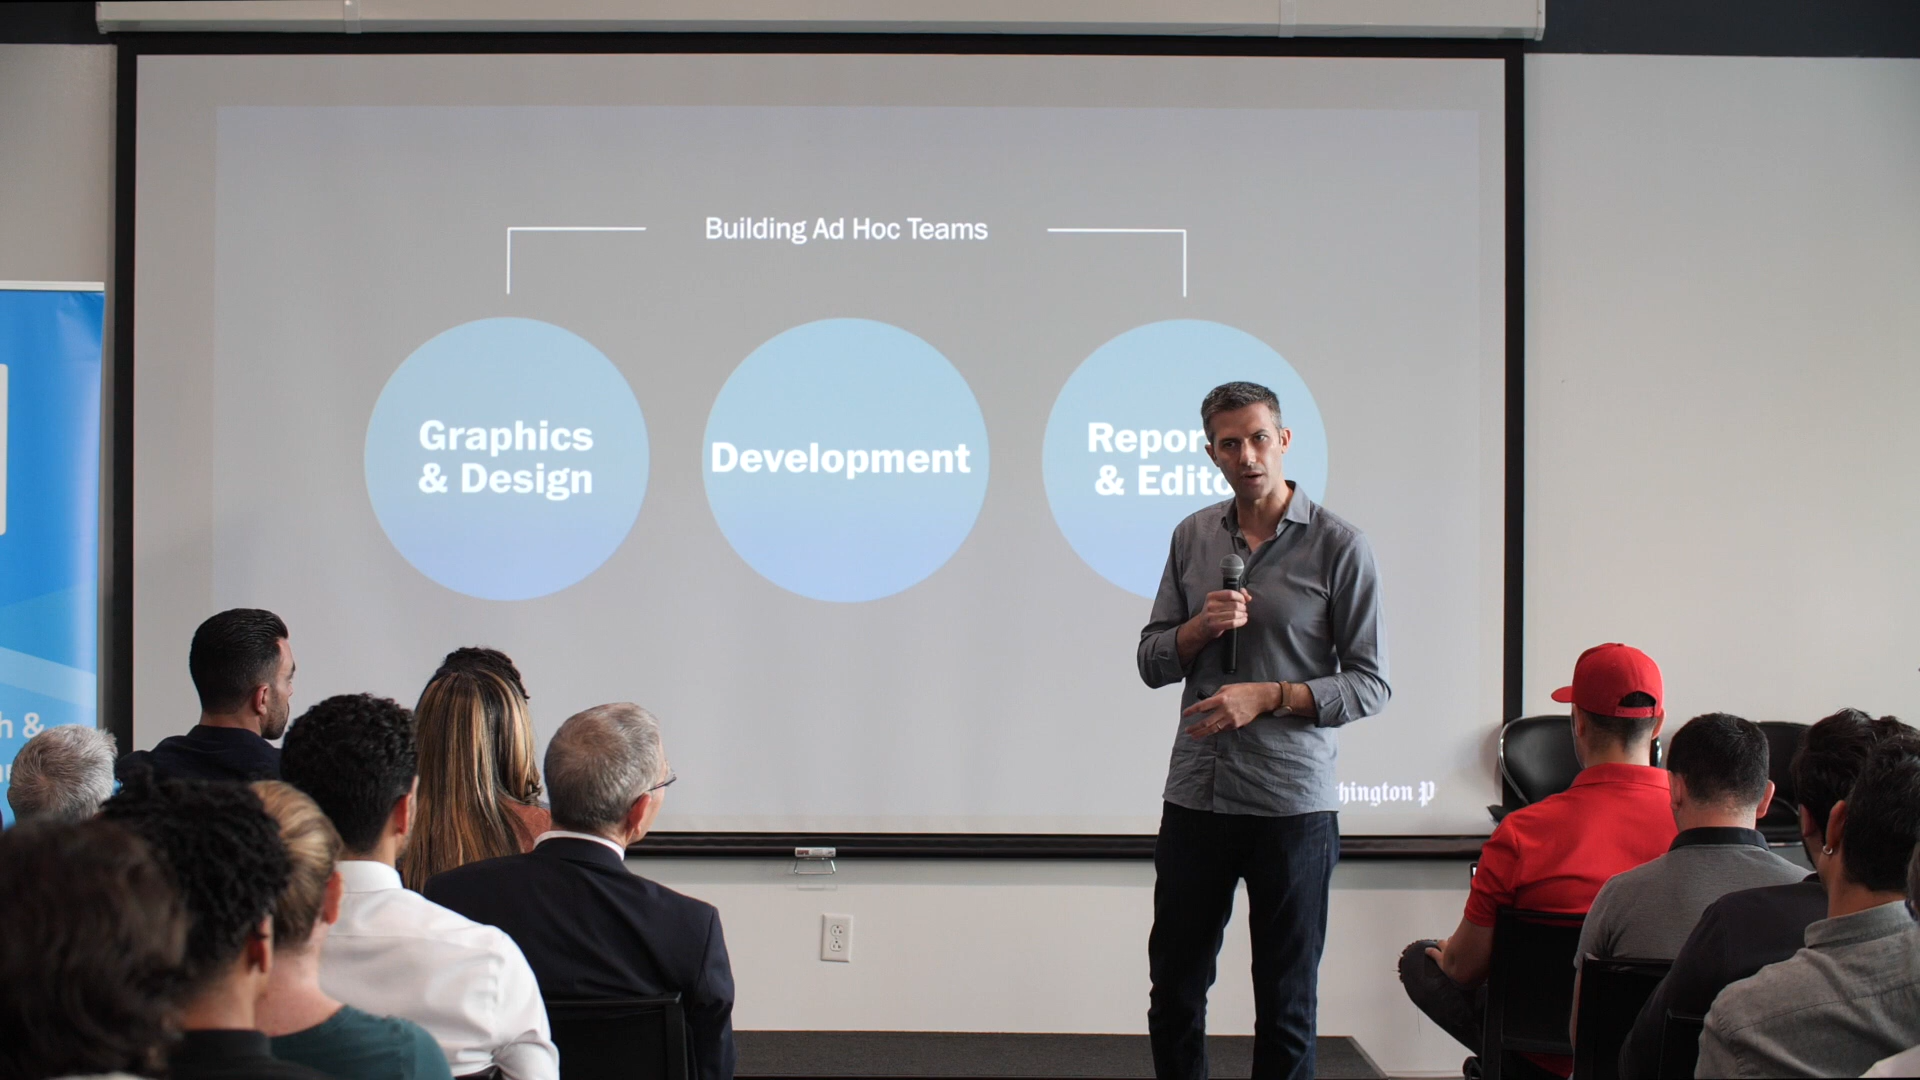 Building Ad Hoc Teams
Graphics
& Design
Development
Repor
& Edito
hington P
h &